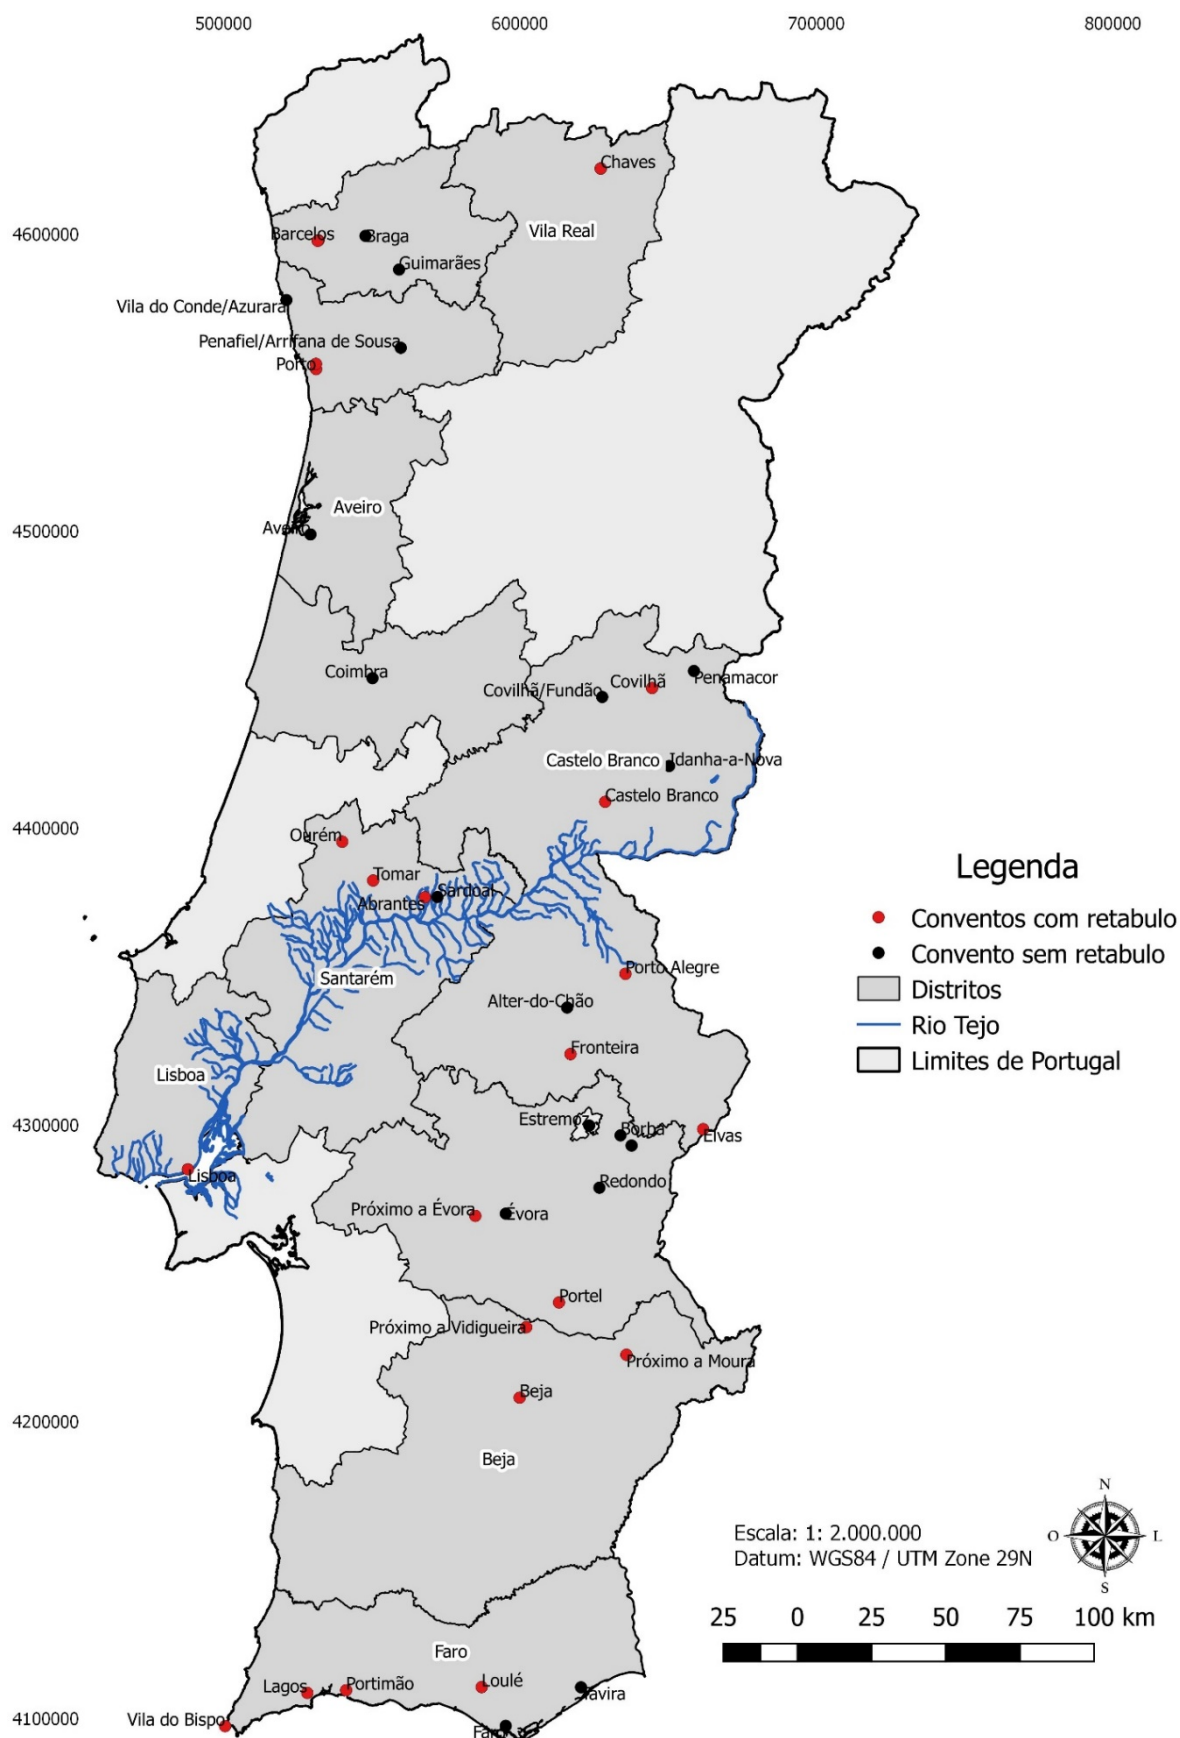 500000 600000 700000 800000
Chaves
4600000
Barcelos
Braga
Vila Real
Guimarães
Vila do Conde/Azurara
Penafiel/Arrifana de Sousa
Porto
Aveiro
4500000
Aveiro
Coimbra
Covilhã/Fundão
Covilhã
Penamacor
Castelo Branco
Idanha-a-Nova
Castelo Branco
4400000
Ourém
Tomar
Abrantes
Sardoal
Santarém
Porto Alegre
Alter-do-Chão
Fronteira
Lisboa
4300000
Estremoz
Borba
Elvas
Lisboa
Redondo
Próximo a Évora
Évora
Portel
Próximo a Vidigueira
Próximo a Moura
Beja
4200000
Beja
Faro
Lagos
Portimão
Loulé
Tavira
Vila do Bispo
4100000
Faro
Legenda
Conventos com retabulo
Convento sem retabulo
Distritos
Rio Tejo
Limites de Portugal
N
O
L
S
Escala: 1: 2.000.000
Datum: WGS84 / UTM Zone 29N
25 0 25 50 75 100 km